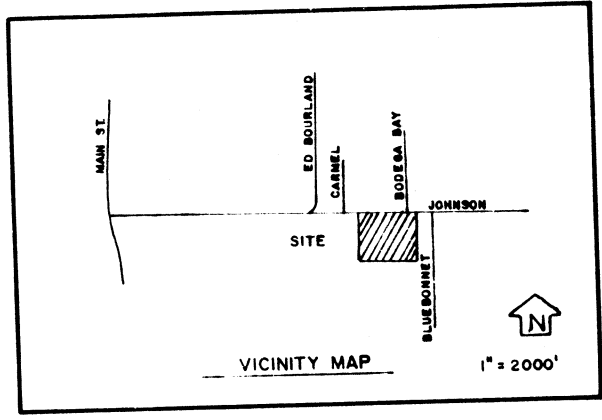 MAIN ST.
ED BOURLAND
CARMEL
BODEGA BAY
JOHNSON
SITE
BLUEBONNET
N
VICINITY MAP
1" = 2000'